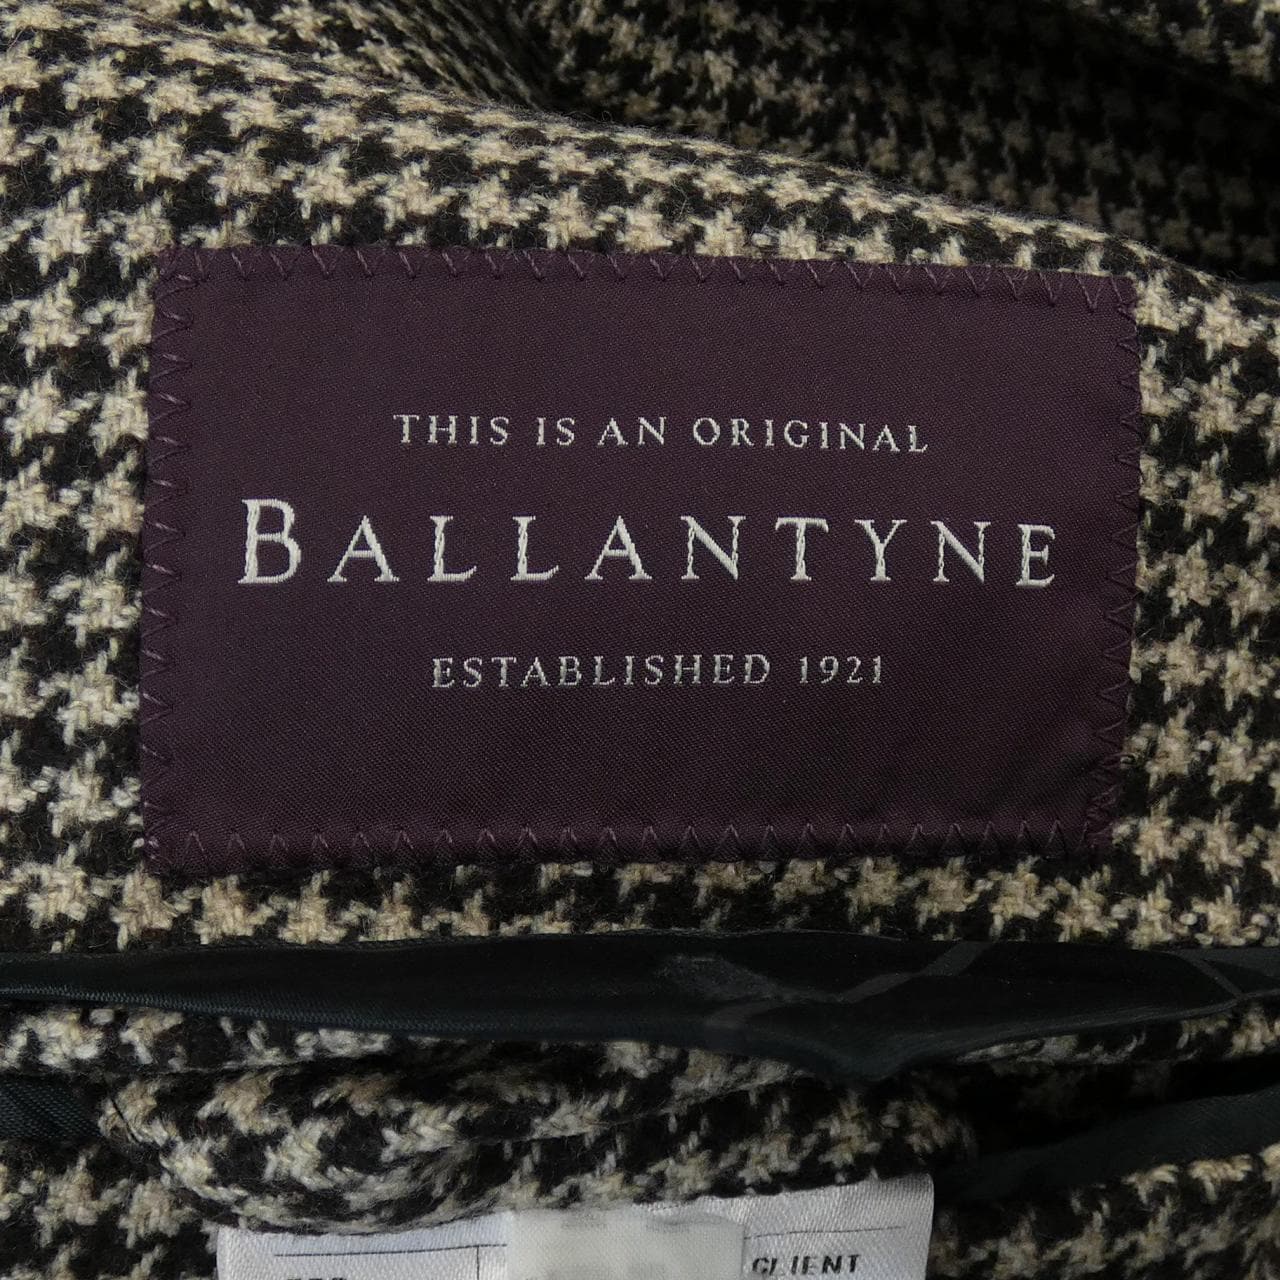 THIS IS AN ORIGINAL
BALLANTYNE
ESTABLISHED 1921
CLIENT